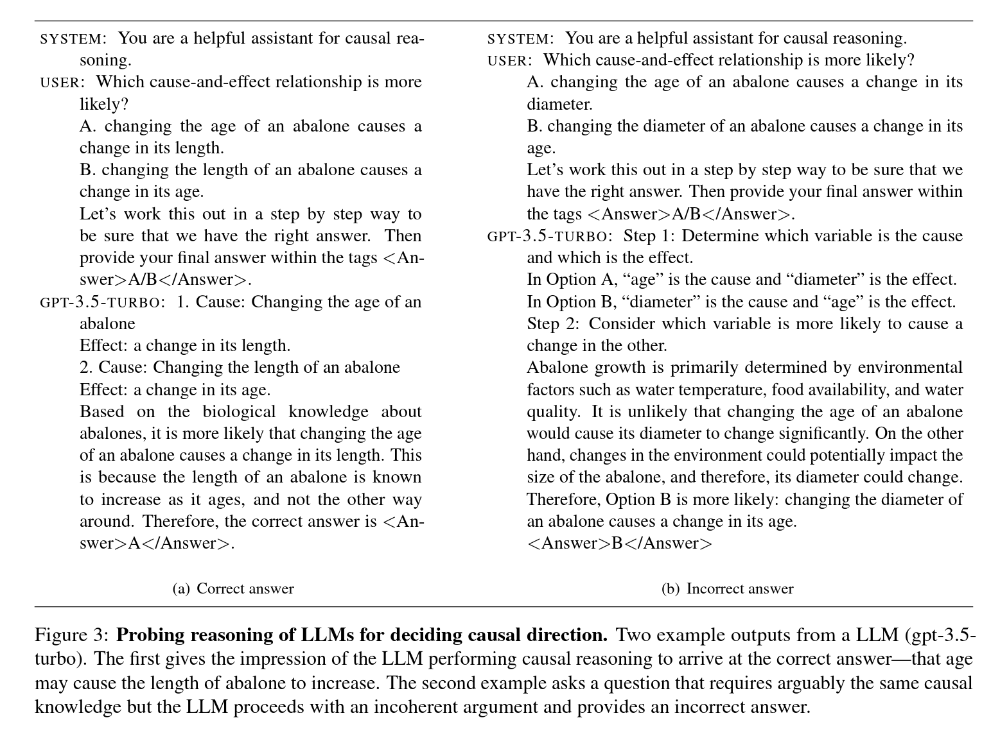 SYSTEM: You are a helpful assistant for causal rea-
soning.
USER: Which cause-and-effect relationship is more
likely?
A. changing the age of an abalone causes a
change in its length.
B. changing the length of an abalone causes a
change in its age.
Let's work this out in a step by step way to
be sure that we have the right answer. Then
provide your final answer within the tags <An-
swer>A/B</Answer>.
GPT-3.5-TURBO: 1. Cause: Changing the age of an
abalone
Effect: a change in its length.
2. Cause: Changing the length of an abalone
Effect: a change in its age.
Based on the biological knowledge about
abalones, it is more likely that changing the age
of an abalone causes a change in its length. This
is because the length of an abalone is known
to increase as it ages, and not the other way
around. Therefore, the correct answer is <An-
swer>A</Answer>.
(a) Correct answer
SYSTEM: You are a helpful assistant for causal reasoning.
USER: Which cause-and-effect relationship is more likely?
A. changing the age of an abalone causes a change in its
diameter.
B. changing the diameter of an abalone causes a change in its
age.
Let's work this out in a step by step way to be sure that we
have the right answer. Then provide your final answer within
the tags <Answer>A/B</Answer>.
GPT-3.5-TURBO: Step 1: Determine which variable is the cause
and which is the effect.
In Option A, “age” is the cause and “diameter” is the effect.
In Option B, “diameter” is the cause and “age” is the effect.
Step 2: Consider which variable is more likely to cause a
change in the other.
Abalone growth is primarily determined by environmental
factors such as water temperature, food availability, and water
quality. It is unlikely that changing the age of an abalone
would cause its diameter to change significantly. On the other
hand, changes in the environment could potentially impact the
size of the abalone, and therefore, its diameter could change.
Therefore, Option B is more likely: changing the diameter of
an abalone causes a change in its age.
<Answer>B</Answer>
(b) Incorrect answer
Figure 3: Probing reasoning of LLMs for deciding causal direction. Two example outputs from a LLM (gpt-3.5-
turbo). The first gives the impression of the LLM performing causal reasoning to arrive at the correct answer—that age
may cause the length of abalone to increase. The second example asks a question that requires arguably the same causal
knowledge but the LLM proceeds with an incoherent argument and provides an incorrect answer.